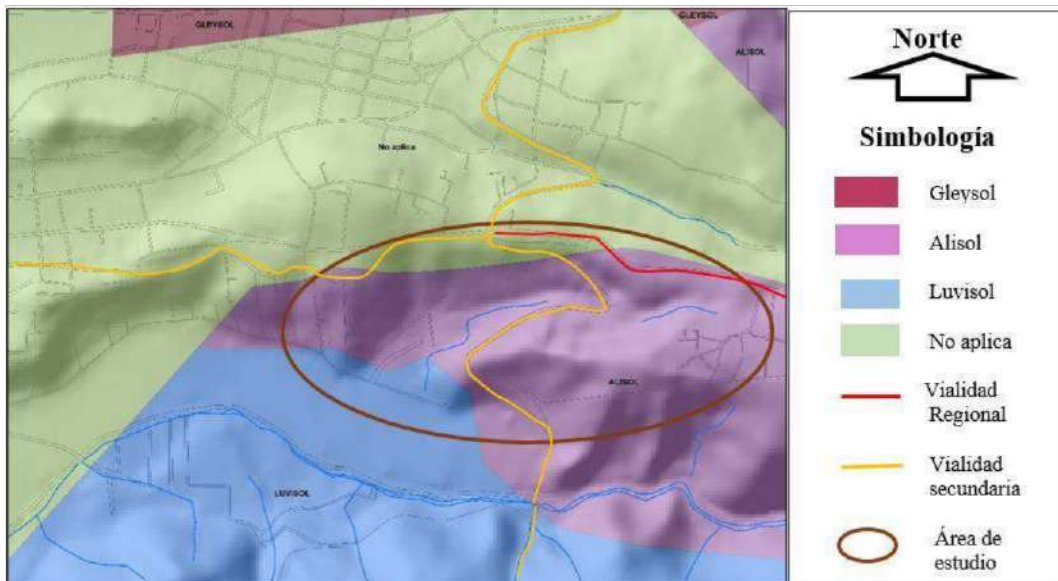 GLEYSOL
GLEYSOL
ALISOL
No aplica
ALISOL
LUVISOL
Norte
Simbología
Gleysol
Alisol
Luvisol
No aplica
Vialidad
Regional
Vialidad
secundaria
Área de
estudio